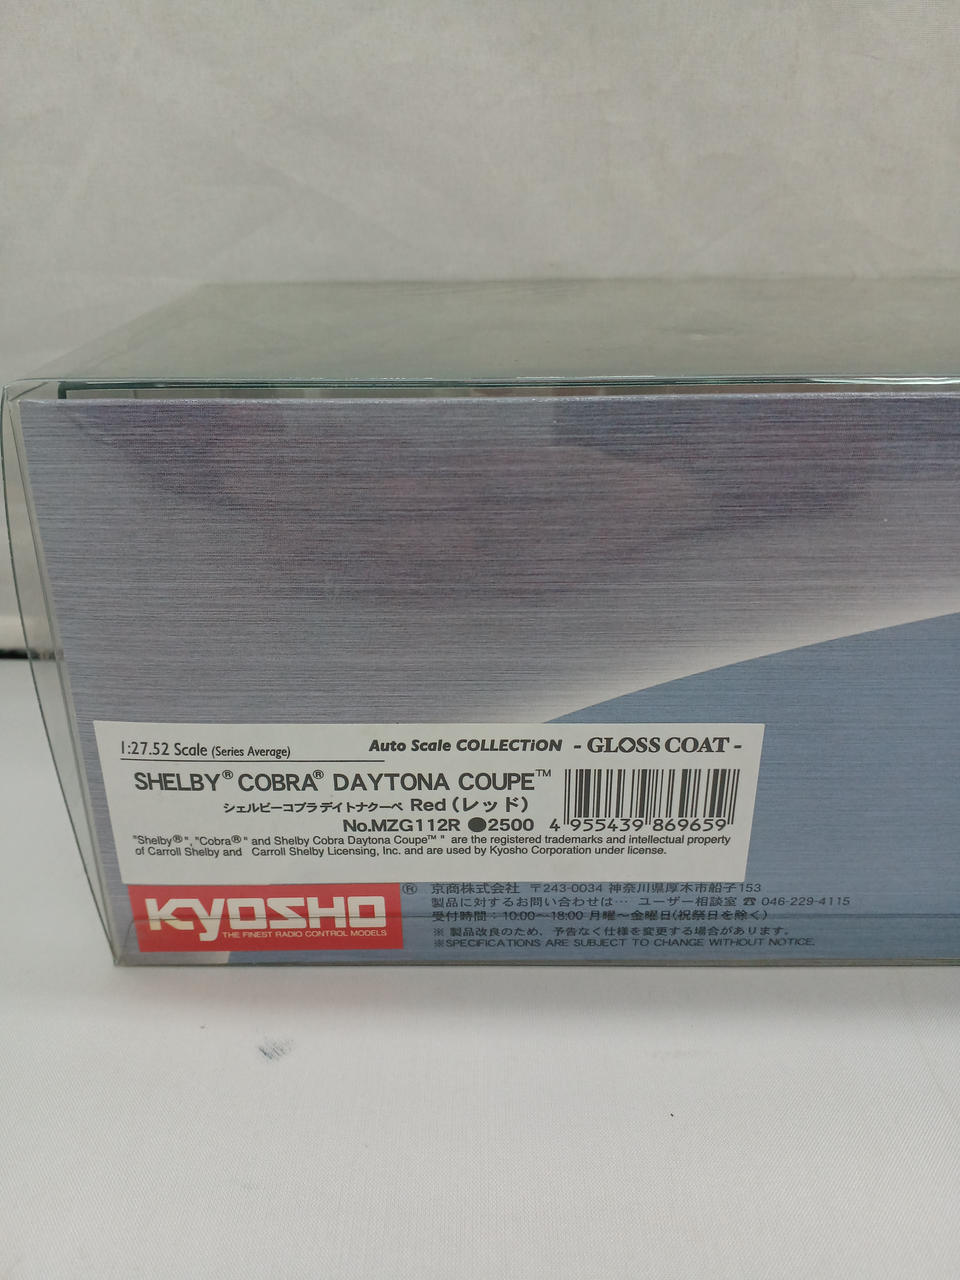 1:27.52 Scale (Series Average)
Auto Scale COLLECTiON - GLOSS COAT -
SHELBY® COBRA® DAYTONA COUPE™
シェルビーコブラデイトナクーペ Red (レッド)
No.MZG112R ●2500
4 955439 869659
"Shelby®", "Cobra®" and Shelby Cobra Daytona Coupe™ " are the registered trademarks and intellectual property
of Carroll Shelby and Carroll Shelby Licensing, Inc. and are used by Kyosho Corporation under license.
KYOSHO ®
THE FINEST RADIO CONTROL MODELS
京商株式会社 〒243-0034 神奈川県厚木市船子153
製品に対するお問い合わせは… ユーザー相談室 ☎ 046-229-4115
受付時間：10:00〜18:00 月曜〜金曜日(祝祭日を除く)
※ 製品改良のため、予告なく仕様を変更する場合があります。
※SPECIFICATIONS ARE SUBJECT TO CHANGE WITHOUT NOTICE.